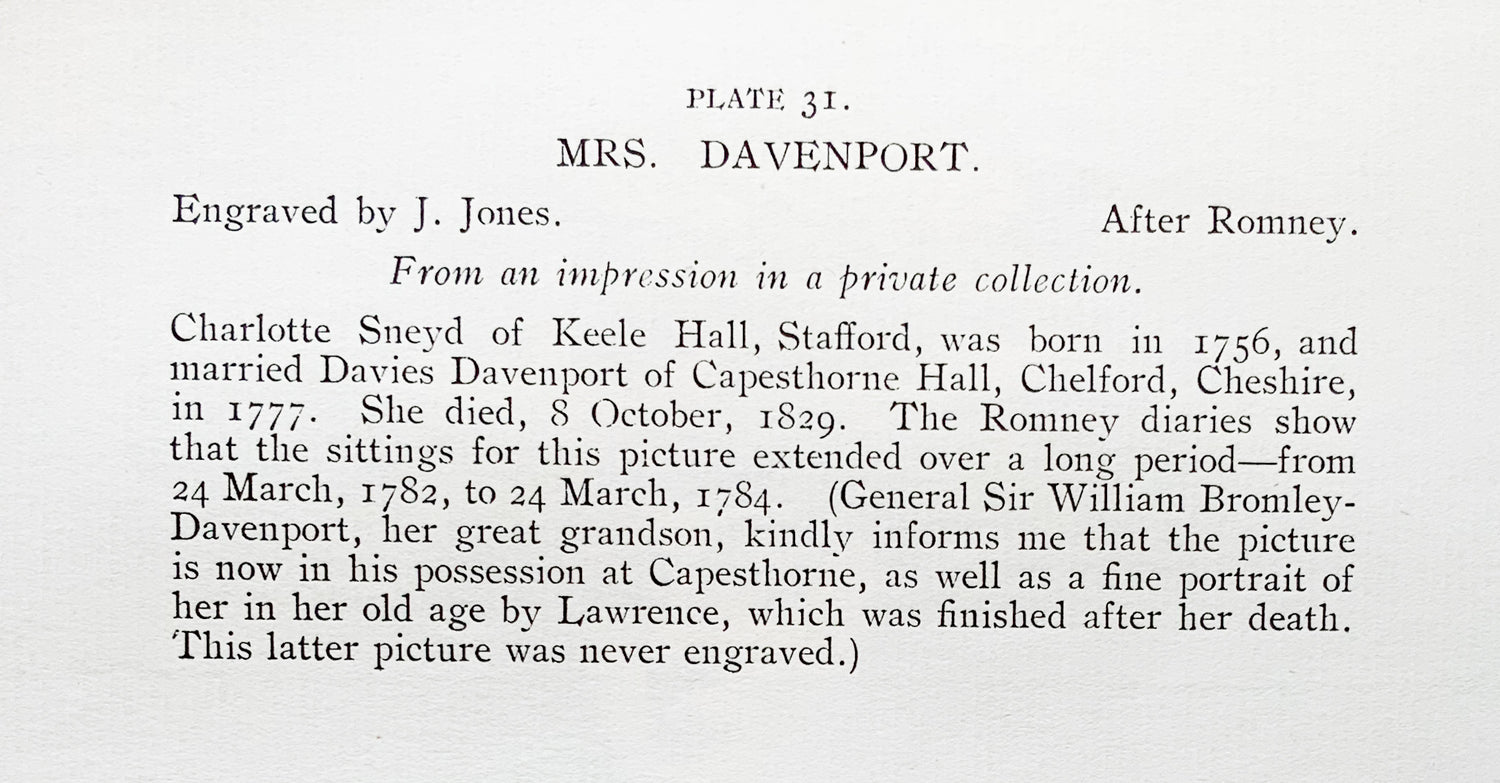 PLATE 31.
MRS. DAVENPORT.
Engraved by J. Jones. After Romney.
From an impression in a private collection.
Charlotte Sneyd of Keele Hall, Stafford, was born in 1756, and
married Davies Davenport of Capesthorne Hall, Chelford, Cheshire,
in 1777. She died, 8 October, 1829. The Romney diaries show
that the sittings for this picture extended over a long period—from
24 March, 1782, to 24 March, 1784. (General Sir William Bromley-
Davenport, her great grandson, kindly informs me that the picture
is now in his possession at Capesthorne, as well as a fine portrait of
her in her old age by Lawrence, which was finished after her death.
This latter picture was never engraved.)